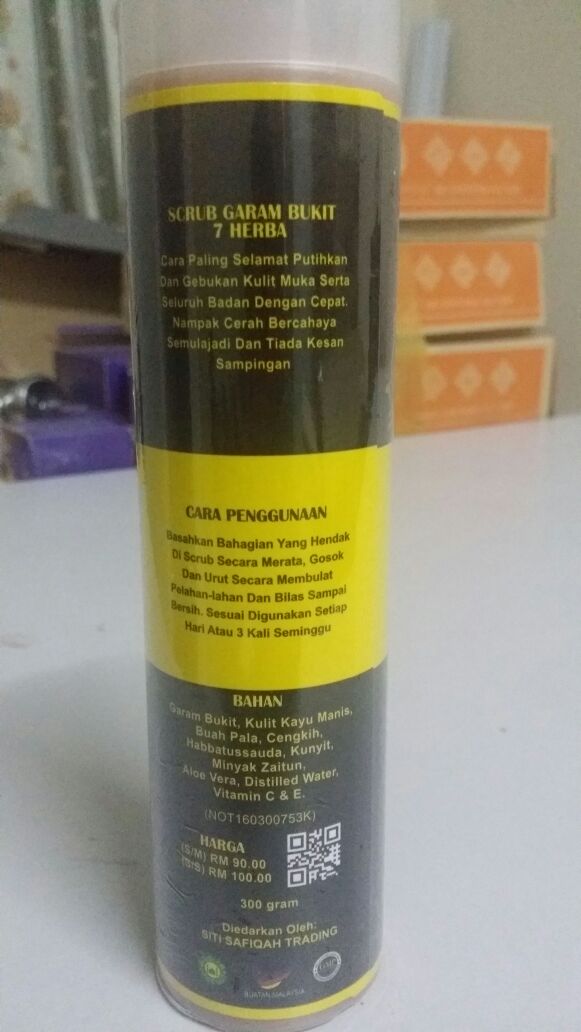 SCRUB GARAM BUKIT
7 HERBA
Cara Paling Selamat Putihkan
Dan Gebukan Kulit Muka Serta
Seluruh Badan Dengan Cepat.
Nampak Cerah Bercahaya
Semulajadi Dan Tiada Kesan
Sampingan
CARA PENGGUNAAN
Basahkan Bahagian Yang Hendak
Di Scrub Secara Merata, Gosok
Dan Urut Secara Membulat
Pelahan-lahan Dan Bilas Sampai
Bersih. Sesuai Digunakan Setiap
Hari Atau 3 Kali Seminggu
BAHAN
Garam Bukit, Kulit Kayu Manis,
Buah Pala, Cengkih,
Habbatussauda, Kunyit,
Minyak Zaitun,
Aloe Vera, Distilled Water,
Vitamin C & E.
(NOT160300753K)
HARGA
(S/M) RM 90.00
(S/S) RM 100.00
300 gram
Diedarkan Oleh:
SITI SAFIQAH TRADING
BUATAN MALAYSIA
GMP